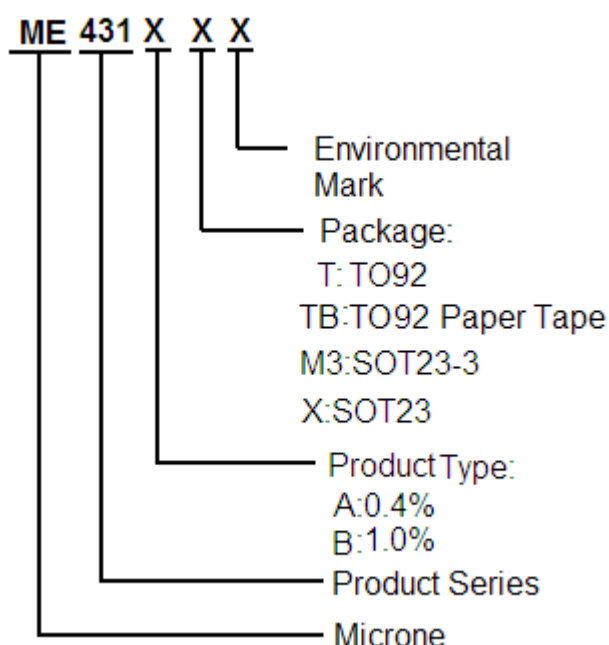 ME 431 X X X
Environmental
Mark
Package:
T: TO92
TB:TO92 Paper Tape
M3:SOT23-3
X:SOT23
Product Type:
A:0.4%
B:1.0%
Product Series
Microne